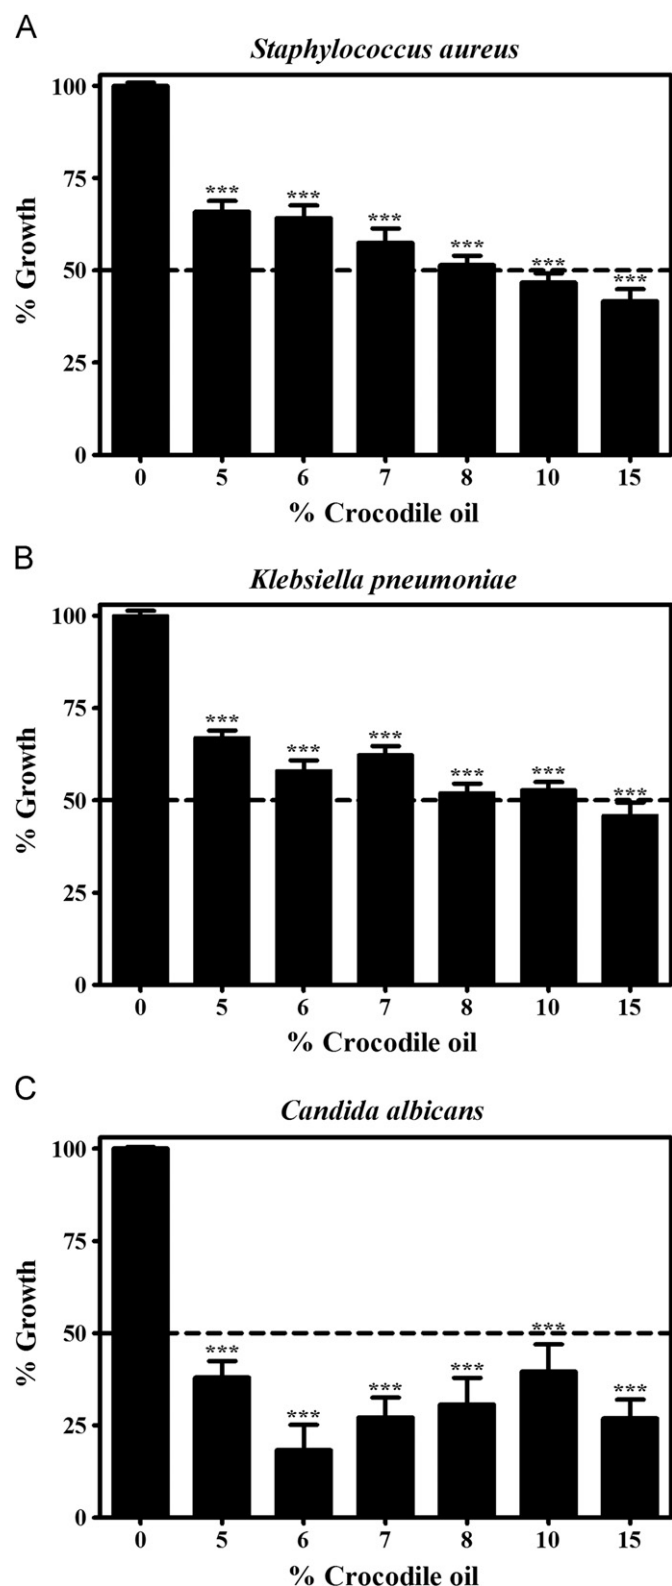 A
Staphylococcus aureus
% Growth
100
75
50
25
0
*** *** *** *** *** ***
0 5 6 7 8 10 15
% Crocodile oil
B
Klebsiella pneumoniae
% Growth
100
75
50
25
0
*** *** *** *** *** ***
0 5 6 7 8 10 15
% Crocodile oil
C
Candida albicans
% Growth
100
75
50
25
0
*** *** *** *** *** ***
0 5 6 7 8 10 15
% Crocodile oil